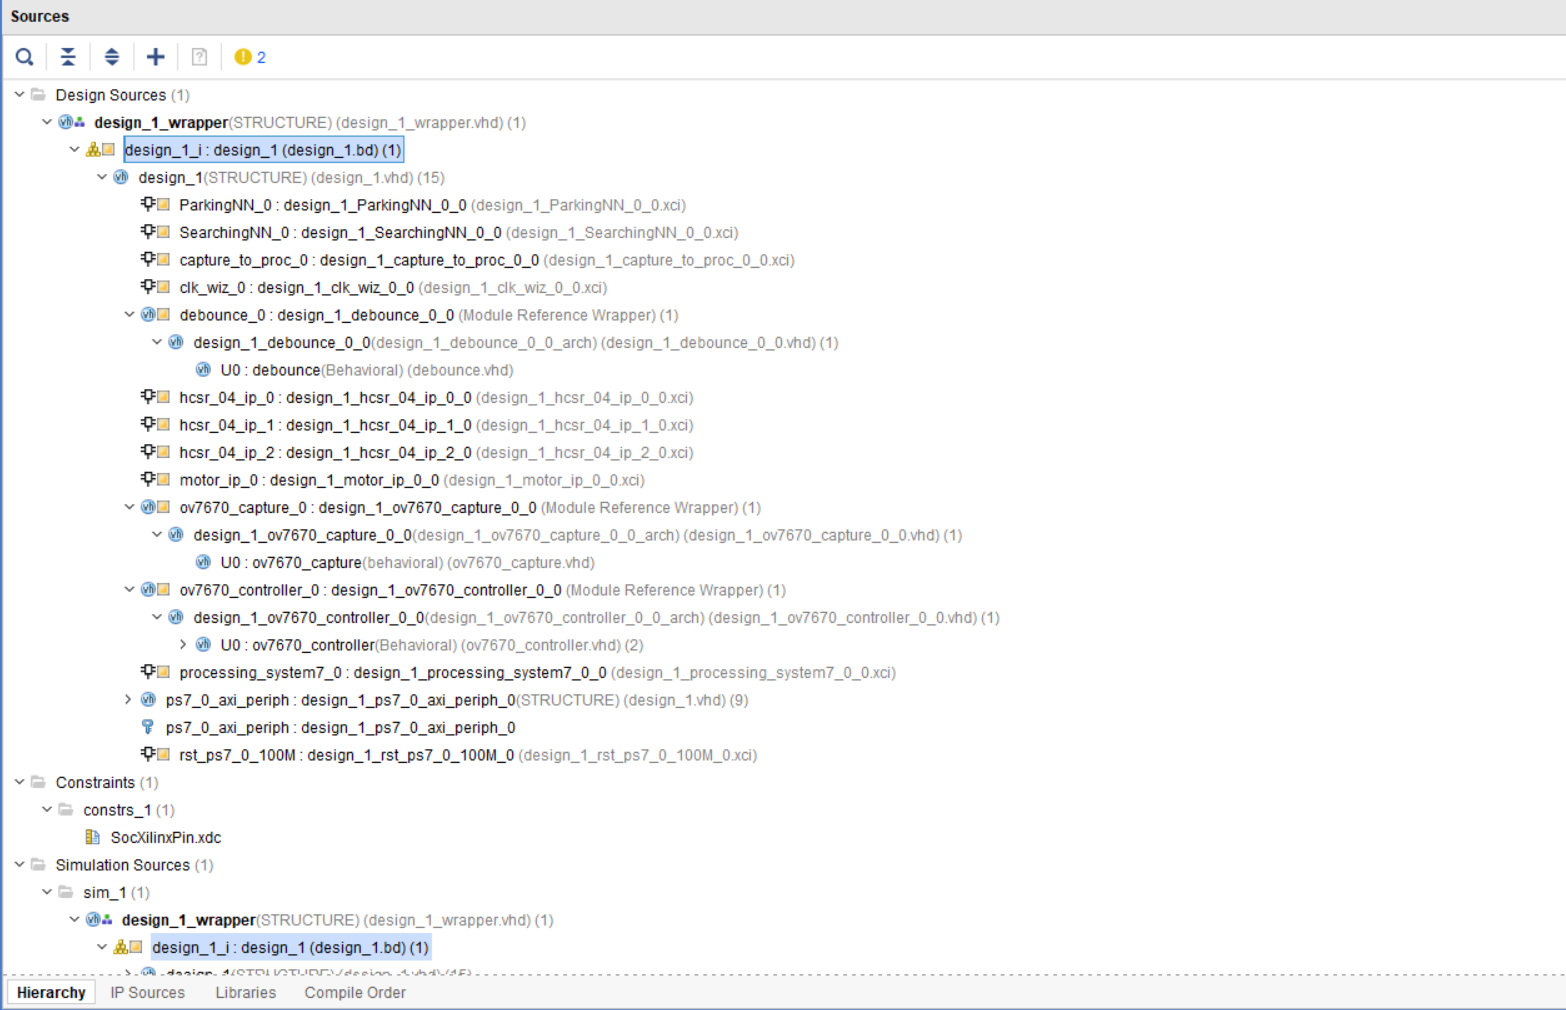 Sources
2
Design Sources (1)
design_1_wrapper(STRUCTURE) (design_1_wrapper.vhd) (1)
design_1_i : design_1 (design_1.bd) (1)
design_1(STRUCTURE) (design_1.vhd) (15)
ParkingNN_0 : design_1_ParkingNN_0_0 (design_1_ParkingNN_0_0.xci)
SearchingNN_0 : design_1_SearchingNN_0_0 (design_1_SearchingNN_0_0.xci)
capture_to_proc_0 : design_1_capture_to_proc_0_0 (design_1_capture_to_proc_0_0.xci)
clk_wiz_0 : design_1_clk_wiz_0_0 (design_1_clk_wiz_0_0.xci)
debounce_0 : design_1_debounce_0_0 (Module Reference Wrapper) (1)
design_1_debounce_0_0(design_1_debounce_0_0_arch) (design_1_debounce_0_0.vhd) (1)
U0 : debounce(Behavioral) (debounce.vhd)
hcsr_04_ip_0 : design_1_hcsr_04_ip_0_0 (design_1_hcsr_04_ip_0_0.xci)
hcsr_04_ip_1 : design_1_hcsr_04_ip_1_0 (design_1_hcsr_04_ip_1_0.xci)
hcsr_04_ip_2 : design_1_hcsr_04_ip_2_0 (design_1_hcsr_04_ip_2_0.xci)
motor_ip_0 : design_1_motor_ip_0_0 (design_1_motor_ip_0_0.xci)
ov7670_capture_0 : design_1_ov7670_capture_0_0 (Module Reference Wrapper) (1)
design_1_ov7670_capture_0_0(design_1_ov7670_capture_0_0_arch) (design_1_ov7670_capture_0_0.vhd) (1)
U0 : ov7670_capture(behavioral) (ov7670_capture.vhd)
ov7670_controller_0 : design_1_ov7670_controller_0_0 (Module Reference Wrapper) (1)
design_1_ov7670_controller_0_0(design_1_ov7670_controller_0_0_arch) (design_1_ov7670_controller_0_0.vhd) (1)
U0 : ov7670_controller(Behavioral) (ov7670_controller.vhd) (2)
processing_system7_0 : design_1_processing_system7_0_0 (design_1_processing_system7_0_0.xci)
ps7_0_axi_periph : design_1_ps7_0_axi_periph_0(STRUCTURE) (design_1.vhd) (9)
ps7_0_axi_periph : design_1_ps7_0_axi_periph_0
rst_ps7_0_100M : design_1_rst_ps7_0_100M_0 (design_1_rst_ps7_0_100M_0.xci)
Constraints (1)
constrs_1 (1)
SocXilinxPin.xdc
Simulation Sources (1)
sim_1 (1)
design_1_wrapper(STRUCTURE) (design_1_wrapper.vhd) (1)
design_1_i : design_1 (design_1.bd) (1)
design_1(STRUCTURE) (design_1.vhd) (15)
Hierarchy IP Sources Libraries Compile Order